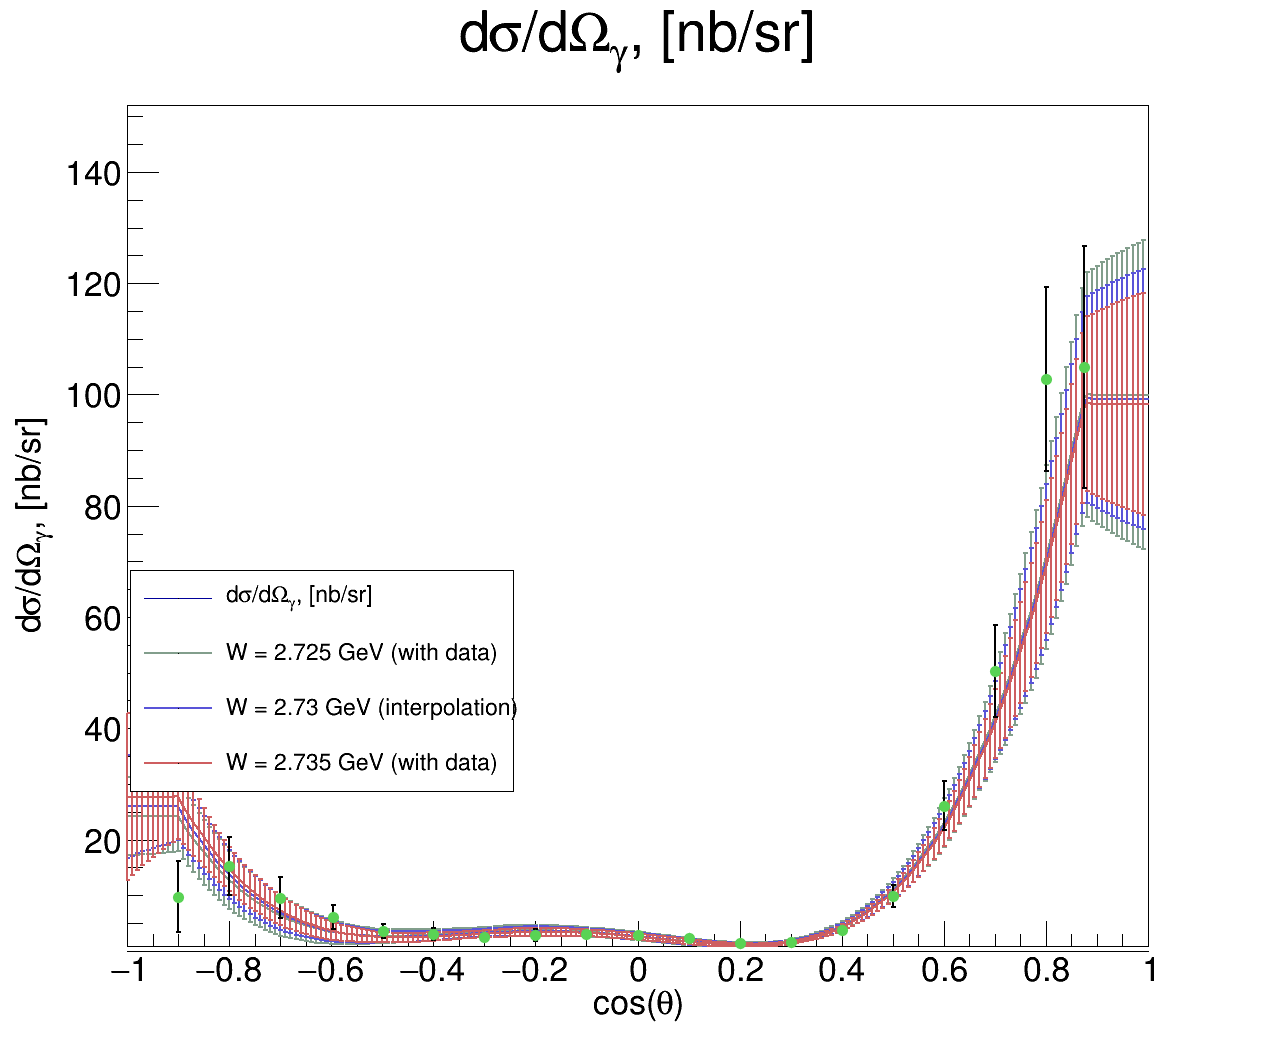 dσ/dΩγ, [nb/sr]
dσ/dΩγ, [nb/sr]
140
120
100
80
60
40
20
dσ/dΩγ, [nb/sr]
W = 2.725 GeV (with data)
W = 2.73 GeV (interpolation)
W = 2.735 GeV (with data)
−1 −0.8 −0.6 −0.4 −0.2 0 0.2 0.4 0.6 0.8 1
cos(θ)